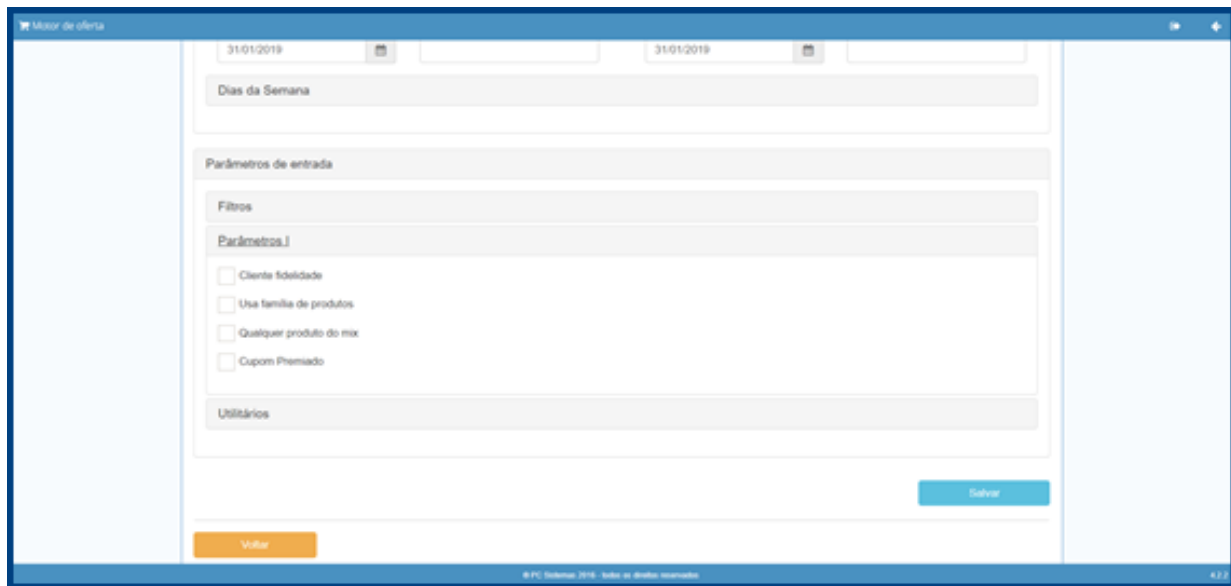 Motor de oferta
31/01/2019 31/01/2019
Dias da Semana
Parâmetros de entrada
Filtros
Parâmetros I
Cliente fidelidade
Usa família de produtos
Qualquer produto do mix
Cupom Premiado
Utilitários
Salvar
Voltar
© PC Sistemas 2016 - todos os direitos reservados